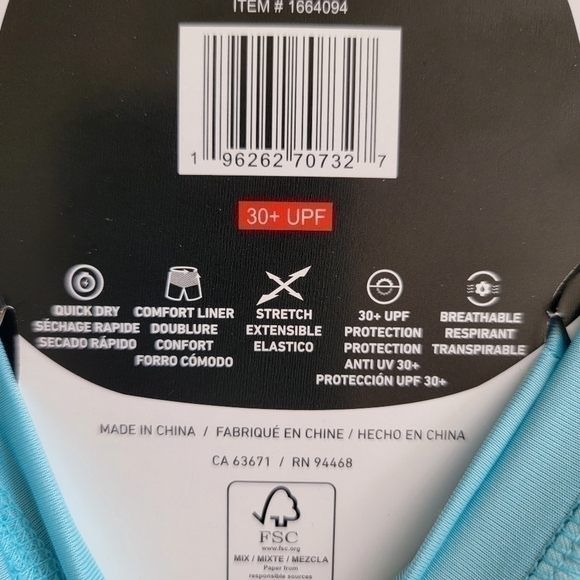 ITEM # 1664094
1 96262 70732 7
30+ UPF
QUICK DRY
SÉCHAGE RAPIDE
SECADO RÁPIDO
COMFORT LINER
DOUBLURE
CONFORT
FORRO CÓMODO
STRETCH
EXTENSIBLE
ELASTICO
30+ UPF
PROTECTION
PROTECTION
ANTI UV 30+
PROTECCIÓN UPF 30+
BREATHABLE
RESPIRANT
TRANSPIRABLE
MADE IN CHINA / FABRIQUÉ EN CHINE / HECHO EN CHINA
CA 63671 / RN 94468
FSC
www.fsc.org
MIX / MIXTE / MEZCLA
Paper from
responsible sources